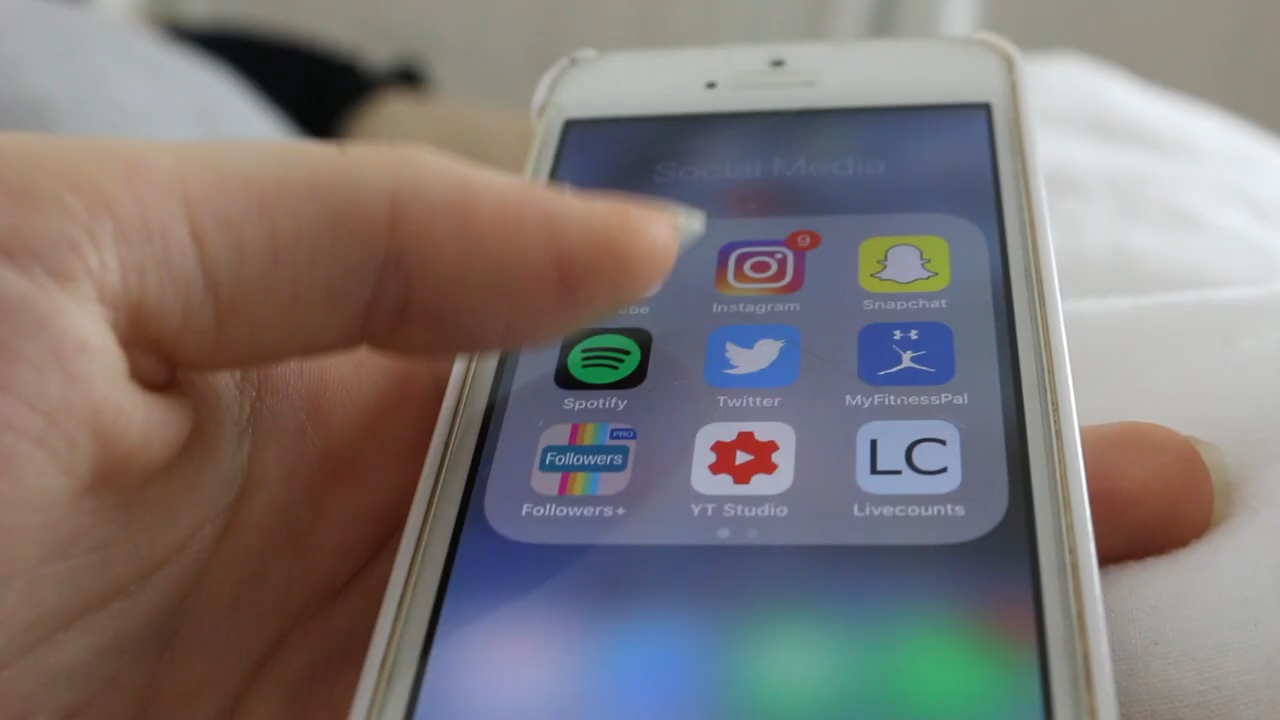 Social Media
9
Instagram
Snapchat
Spotify
Twitter
MyFitnessPal
PRO
Followers
LC
Followers+
YT Studio
Livecounts